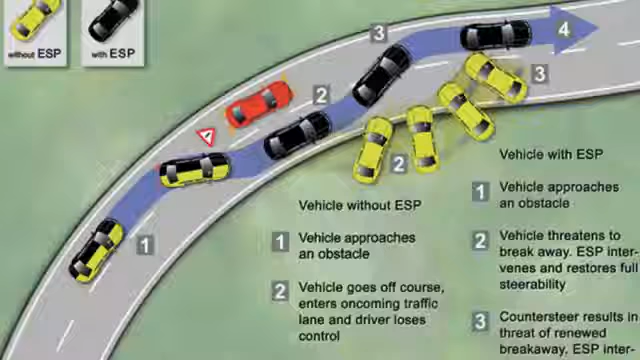 without ESP
with ESP
3
4
2
3
2
1
Vehicle without ESP
1 Vehicle approaches
an obstacle
2 Vehicle goes off course,
enters oncoming traffic
lane and driver loses
control
Vehicle with ESP
1 Vehicle approaches
an obstacle
2 Vehicle threatens to
break away. ESP inter-
venes and restores full
steerability
3 Countersteer results in
threat of renewed
breakaway, ESP inter-